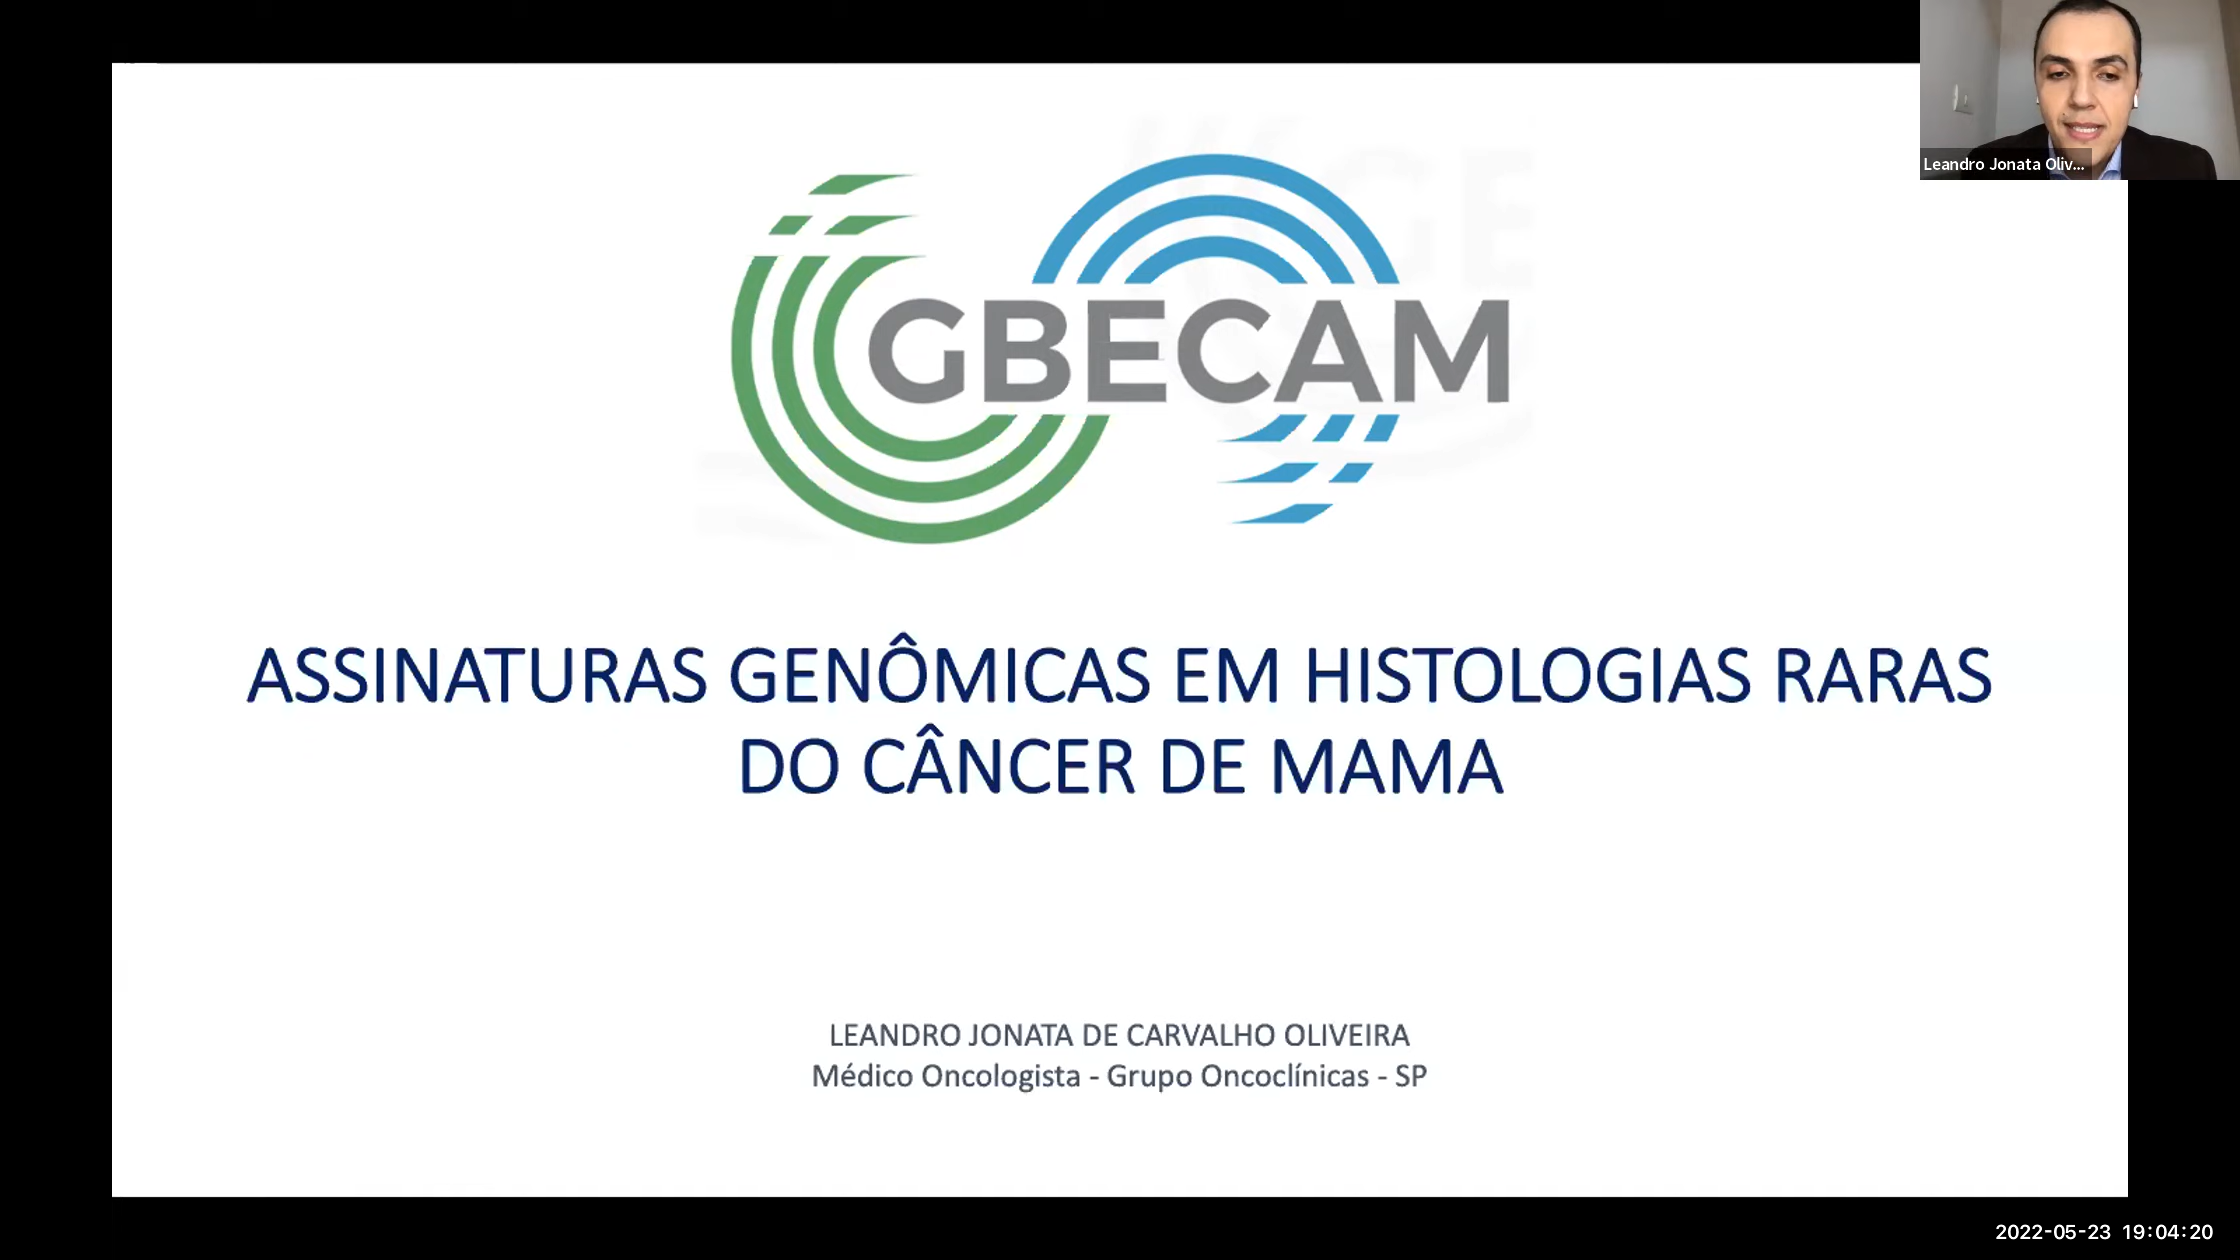 Leandro Jonata Oliv...
GBECAM
ASSINATURAS GENÔMICAS EM HISTOLOGIAS RARAS
DO CÂNCER DE MAMA
LEANDRO JONATA DE CARVALHO OLIVEIRA
Médico Oncologista - Grupo Oncoclínicas - SP
2022-05-23 19:04:20